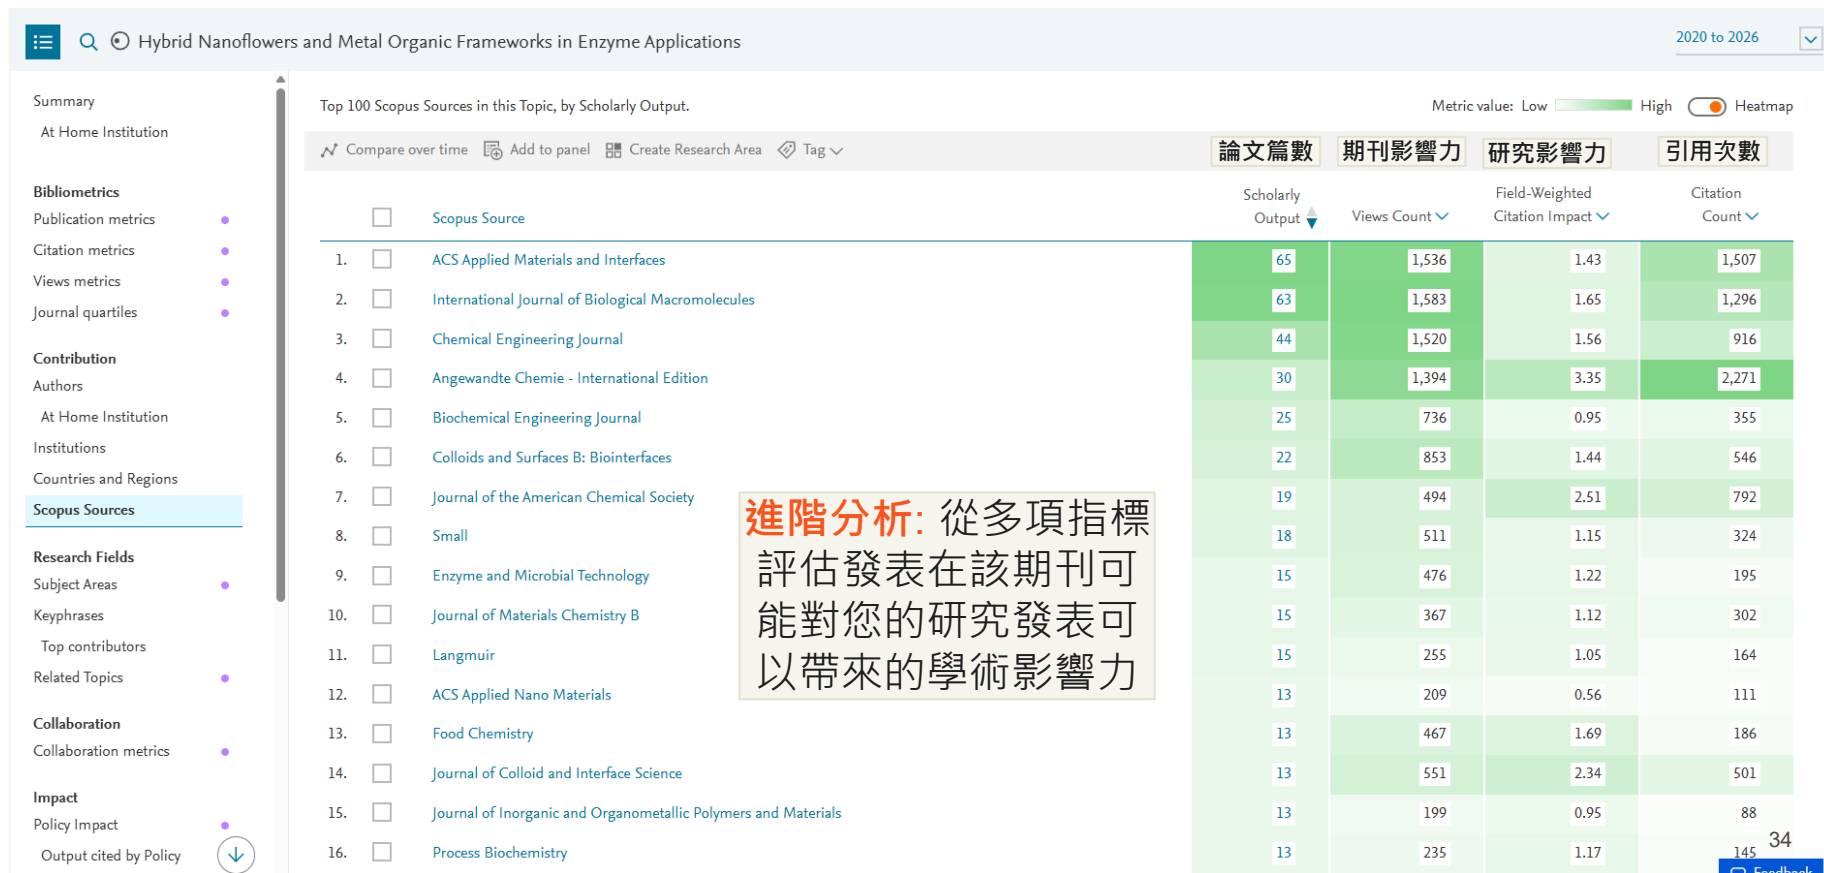 Hybrid Nanoflowers and Metal Organic Frameworks in Enzyme Applications
2020 to 2026
Summary
At Home Institution
Bibliometrics
Publication metrics
Citation metrics
Views metrics
Journal quartiles
Contribution
Authors
At Home Institution
Institutions
Countries and Regions
Scopus Sources
Research Fields
Subject Areas
Keyphrases
Top contributors
Related Topics
Collaboration
Collaboration metrics
Impact
Policy Impact
Output cited by Policy
Top 100 Scopus Sources in this Topic, by Scholarly Output.
Metric value: Low High Heatmap
Compare over time Add to panel Create Research Area Tag
論文篇數 期刊影響力 研究影響力 引用次數
Scopus Source
Scholarly
Output
Views Count
Field-Weighted
Citation Impact
Citation
Count
1. ACS Applied Materials and Interfaces 65 1,536 1.43 1,507
2. International Journal of Biological Macromolecules 63 1,583 1.65 1,296
3. Chemical Engineering Journal 44 1,520 1.56 916
4. Angewandte Chemie - International Edition 30 1,394 3.35 2,271
5. Biochemical Engineering Journal 25 736 0.95 355
6. Colloids and Surfaces B: Biointerfaces 22 853 1.44 546
7. Journal of the American Chemical Society 19 494 2.51 792
8. Small 18 511 1.15 324
9. Enzyme and Microbial Technology 15 476 1.22 195
10. Journal of Materials Chemistry B 15 367 1.12 302
11. Langmuir 15 255 1.05 164
12. ACS Applied Nano Materials 13 209 0.56 111
13. Food Chemistry 13 467 1.69 186
14. Journal of Colloid and Interface Science 13 551 2.34 501
15. Journal of Inorganic and Organometallic Polymers and Materials 13 199 0.95 88
16. Process Biochemistry 13 235 1.17 145
進階分析: 從多項指標
評估發表在該期刊可
能對您的研究發表可
以帶來的學術影響力
34
Feedback